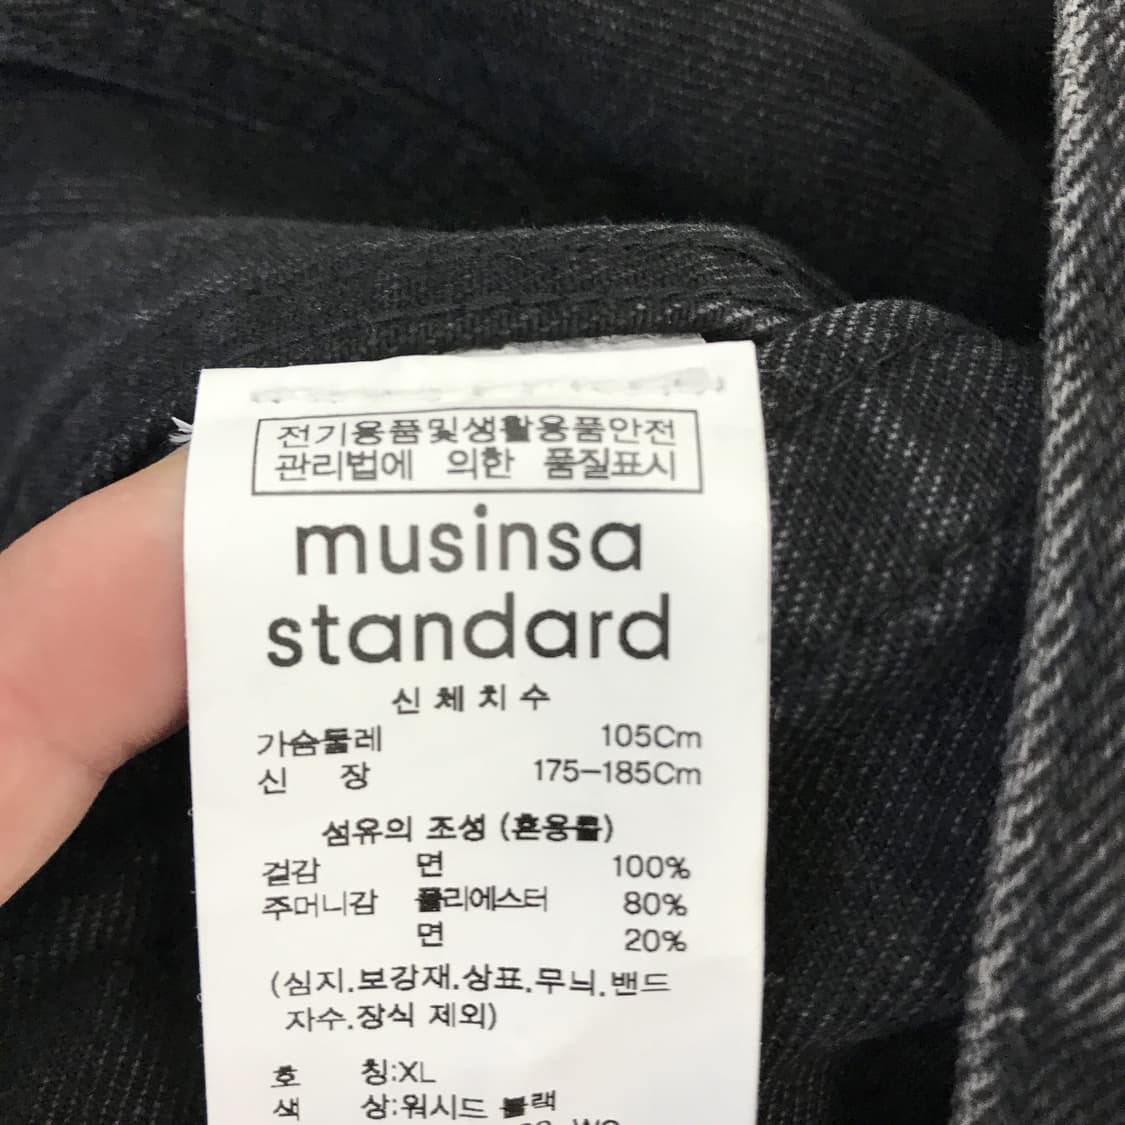 전기용품및생활용품안전
관리법에 의한 품질표시
musinsa
standard
신체치수
가슴둘레 105Cm
신 장 175-185Cm
섬유의 조성 (혼용률)
겉감 면 100%
주머니감 폴리에스터 80%
면 20%
(심지.보강재.상표.무늬.밴드
자수.장식 제외)
호 칭:XL
색 상:워시드 블랙